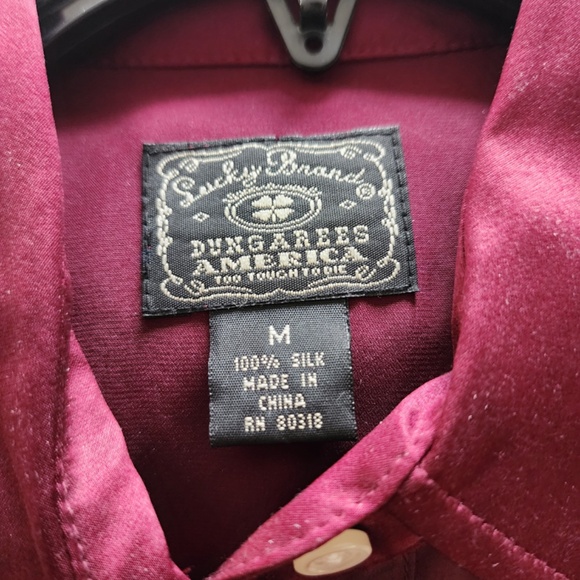 Lucky Brand®
DUNGAREES
AMERICA
TOO TOUGH TO DIE
M
100% SILK
MADE IN
CHINA
RN 80318